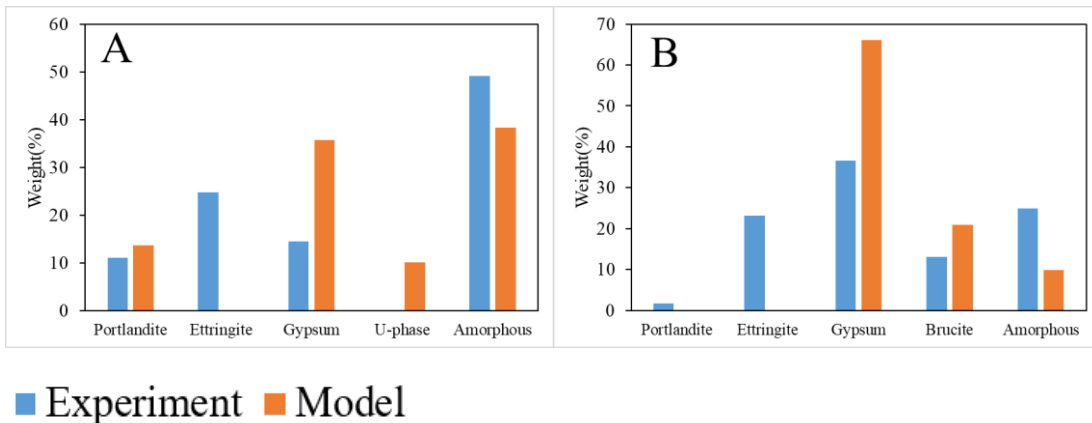 A
Weight(%)
60
50
40
30
20
10
0
Portlandite Ettringite Gypsum U-phase Amorphous
B
Weight(%)
70
60
50
40
30
20
10
0
Portlandite Ettringite Gypsum Brucite Amorphous
Experiment Model